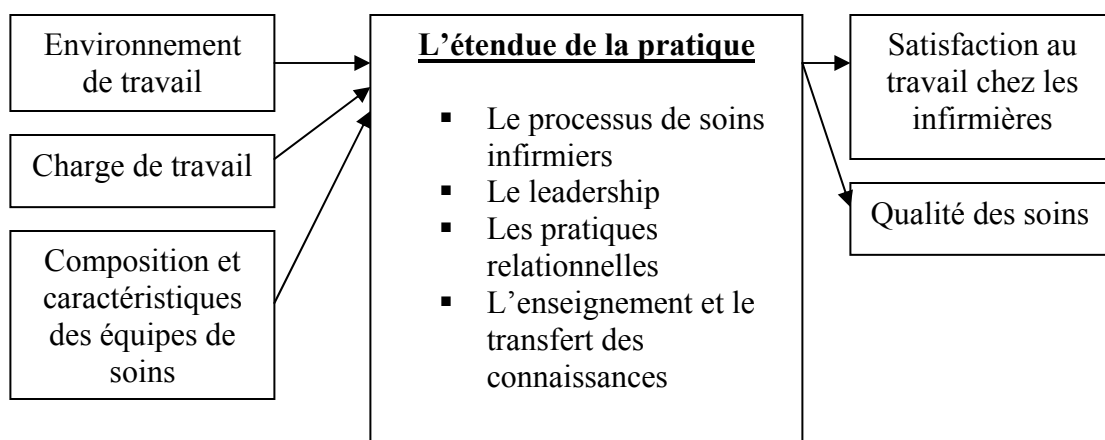 Environnement
de travail
Charge de travail
Composition et
caractéristiques
des équipes de
soins
L’étendue de la pratique
▪ Le processus de soins
infirmiers
▪ Le leadership
▪ Les pratiques
relationnelles
▪ L’enseignement et le
transfert des
connaissances
Satisfaction au
travail chez les
infirmières
Qualité des soins